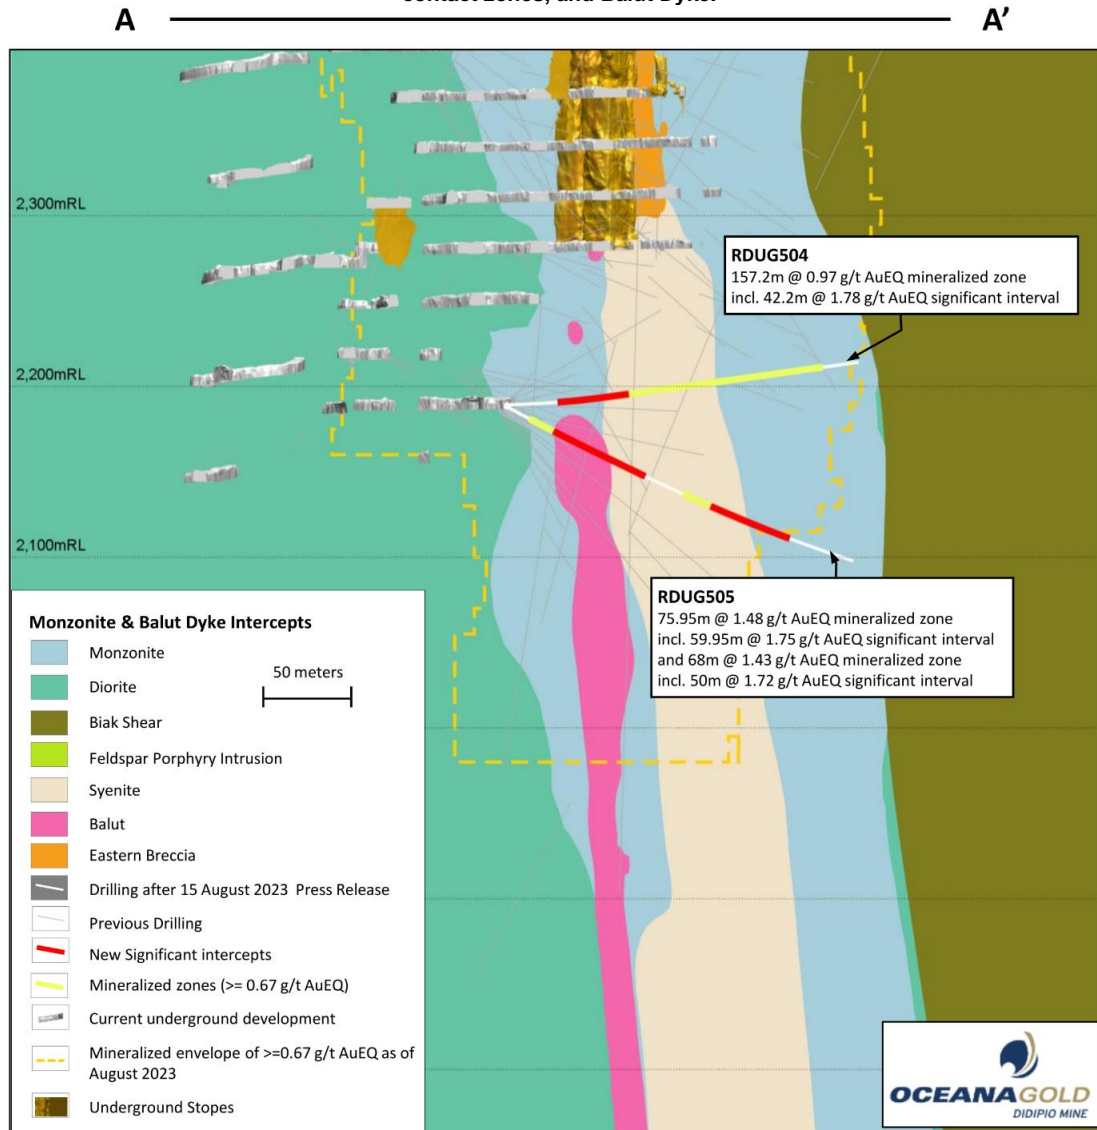 contact zones, and Balut Dyke.
A
A’
2,300mRL
RDUG504
157.2m @ 0.97 g/t AuEQ mineralized zone
incl. 42.2m @ 1.78 g/t AuEQ significant interval
2,200mRL
2,100mRL
RDUG505
75.95m @ 1.48 g/t AuEQ mineralized zone
incl. 59.95m @ 1.75 g/t AuEQ significant interval
and 68m @ 1.43 g/t AuEQ mineralized zone
incl. 50m @ 1.72 g/t AuEQ significant interval
Monzonite & Balut Dyke Intercepts
Monzonite
50 meters
Diorite
Biak Shear
Feldspar Porphyry Intrusion
Syenite
Balut
Eastern Breccia
Drilling after 15 August 2023 Press Release
Previous Drilling
New Significant intercepts
Mineralized zones (>= 0.67 g/t AuEQ)
Current underground development
Mineralized envelope of >=0.67 g/t AuEQ as of
August 2023
Underground Stopes
OCEANAGOLD
DIDIPIO MINE